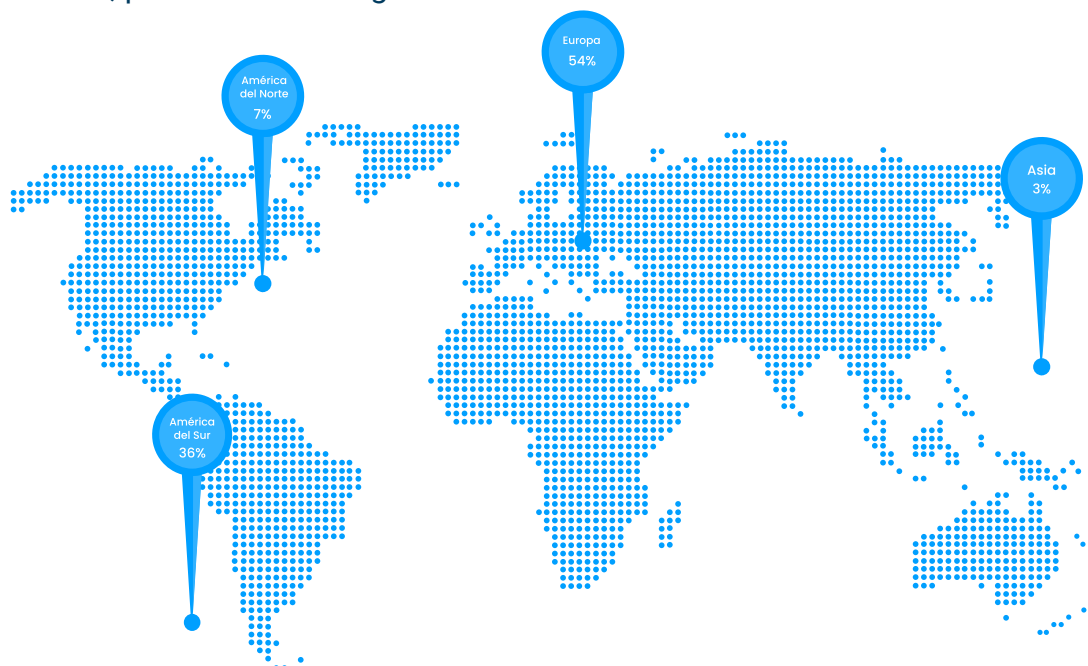 Europa
54%
América
del Norte
7%
Asia
3%
América
del Sur
36%